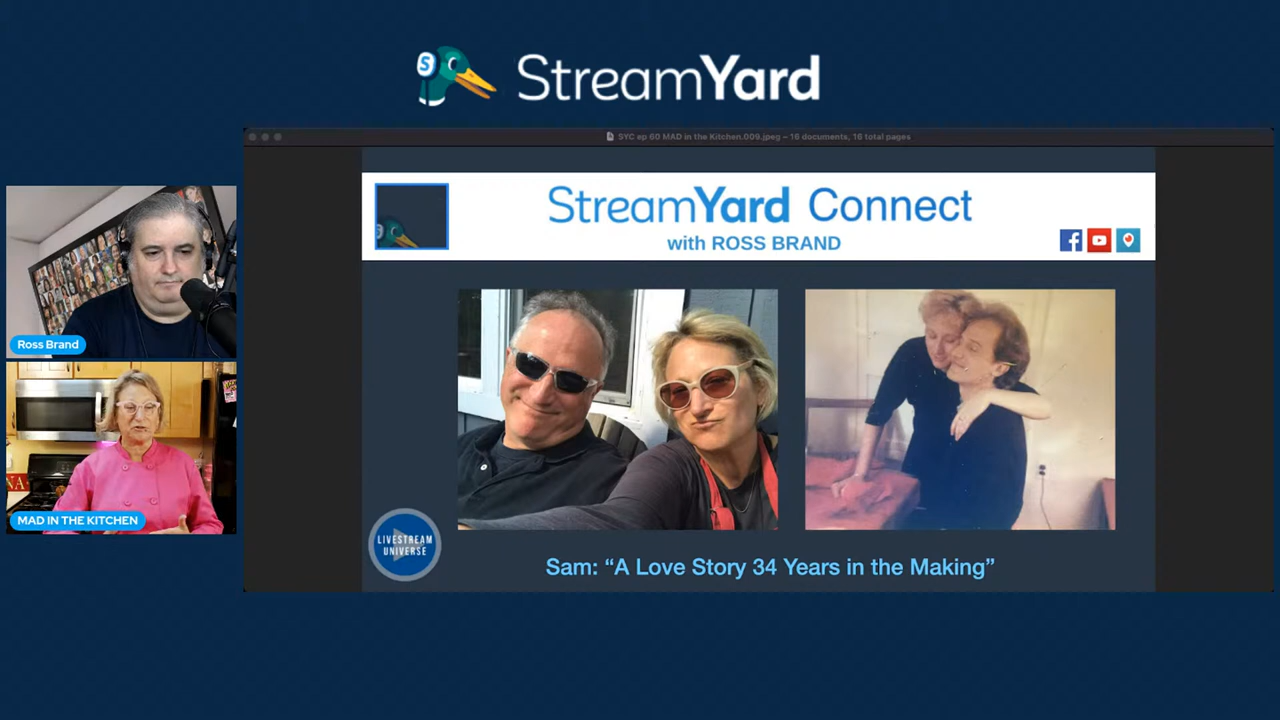 S StreamYard
SYC ep 60 MAD in the Kitchen.009.jpeg – 16 documents, 16 total pages
StreamYard Connect
with ROSS BRAND
Ross Brand
MAD IN THE KITCHEN
LIVESTREAM
UNIVERSE
Sam: “A Love Story 34 Years in the Making”